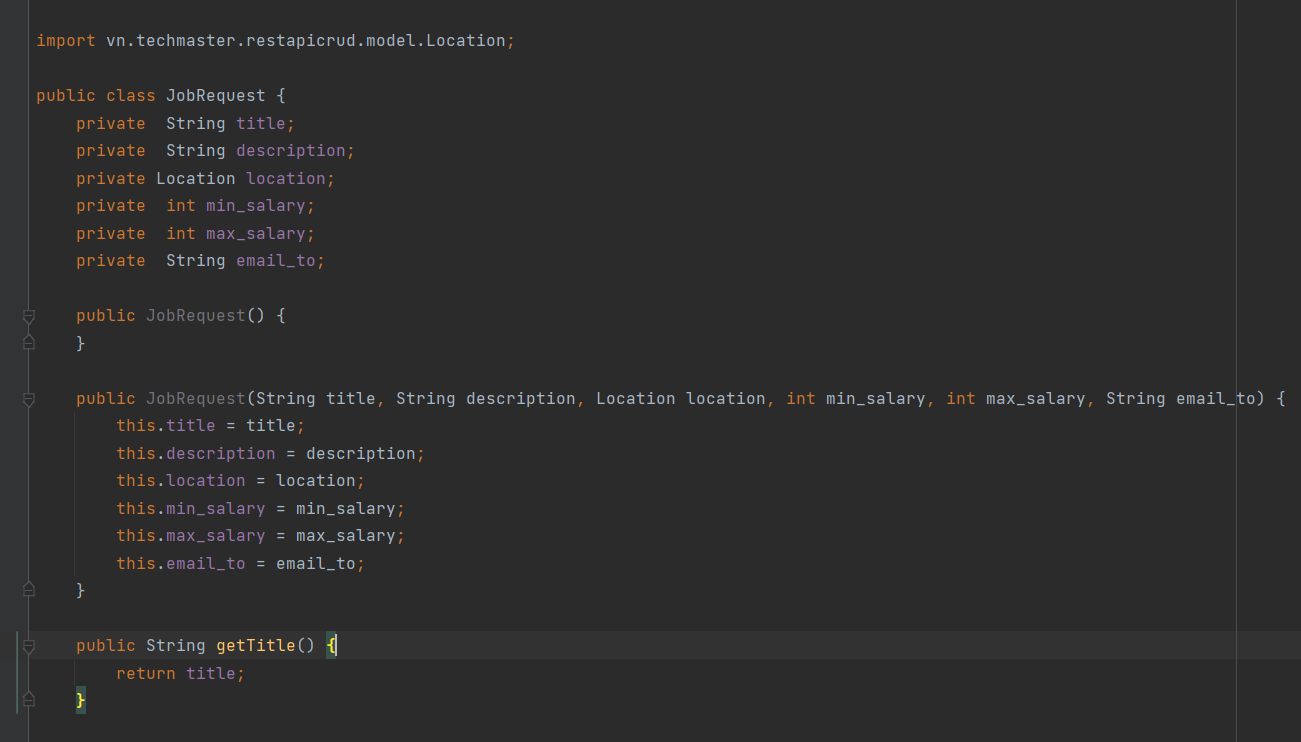 import vn.techmaster.restapicrud.model.Location;
public class JobRequest {
private  String title;
private  String description;
private Location location;
private  int min_salary;
private  int max_salary;
private  String email_to;
public JobRequest() {
}
public JobRequest(String title, String description, Location location, int min_salary, int max_salary, String email_to) {
this.title = title;
this.description = description;
this.location = location;
this.min_salary = min_salary;
this.max_salary = max_salary;
this.email_to = email_to;
}
public String getTitle() {
return title;
}